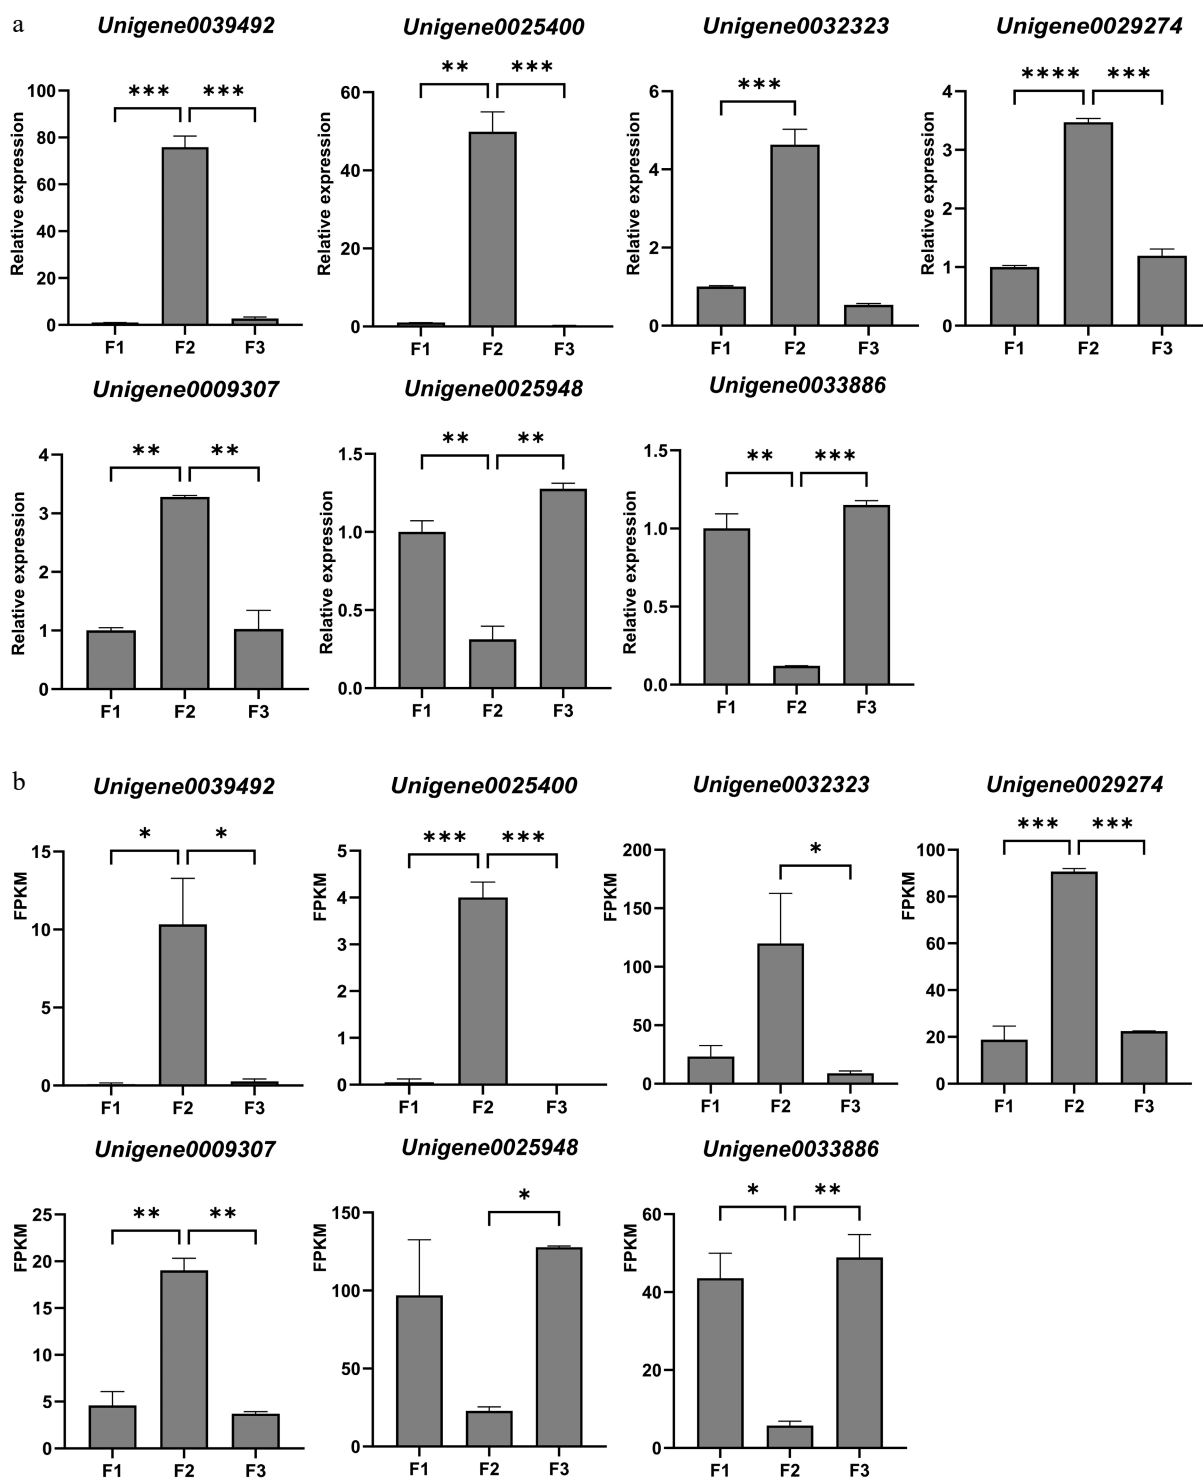 a
Unigene0039492
Unigene0025400
Unigene0032323
Unigene0029274
*** ***
** ***
***
**** ***
Relative expression
100
80
60
40
20
0
F1 F2 F3
Relative expression
60
40
20
0
F1 F2 F3
Relative expression
6
4
2
0
F1 F2 F3
Relative expression
4
3
2
1
0
F1 F2 F3
Unigene0009307
Unigene0025948
Unigene0033886
** **
** **
** ***
Relative expression
4
3
2
1
0
F1 F2 F3
Relative expression
1.5
1.0
0.5
0.0
F1 F2 F3
Relative expression
1.5
1.0
0.5
0.0
F1 F2 F3
b
Unigene0039492
Unigene0025400
Unigene0032323
Unigene0029274
* *
*** ***
*
*** ***
FPKM
15
10
5
0
F1 F2 F3
FPKM
5
4
3
2
1
0
F1 F2 F3
FPKM
200
150
100
50
0
F1 F2 F3
FPKM
100
80
60
40
20
0
F1 F2 F3
Unigene0009307
Unigene0025948
Unigene0033886
** **
*
* **
FPKM
25
20
15
10
5
0
F1 F2 F3
FPKM
150
100
50
0
F1 F2 F3
FPKM
60
40
20
0
F1 F2 F3